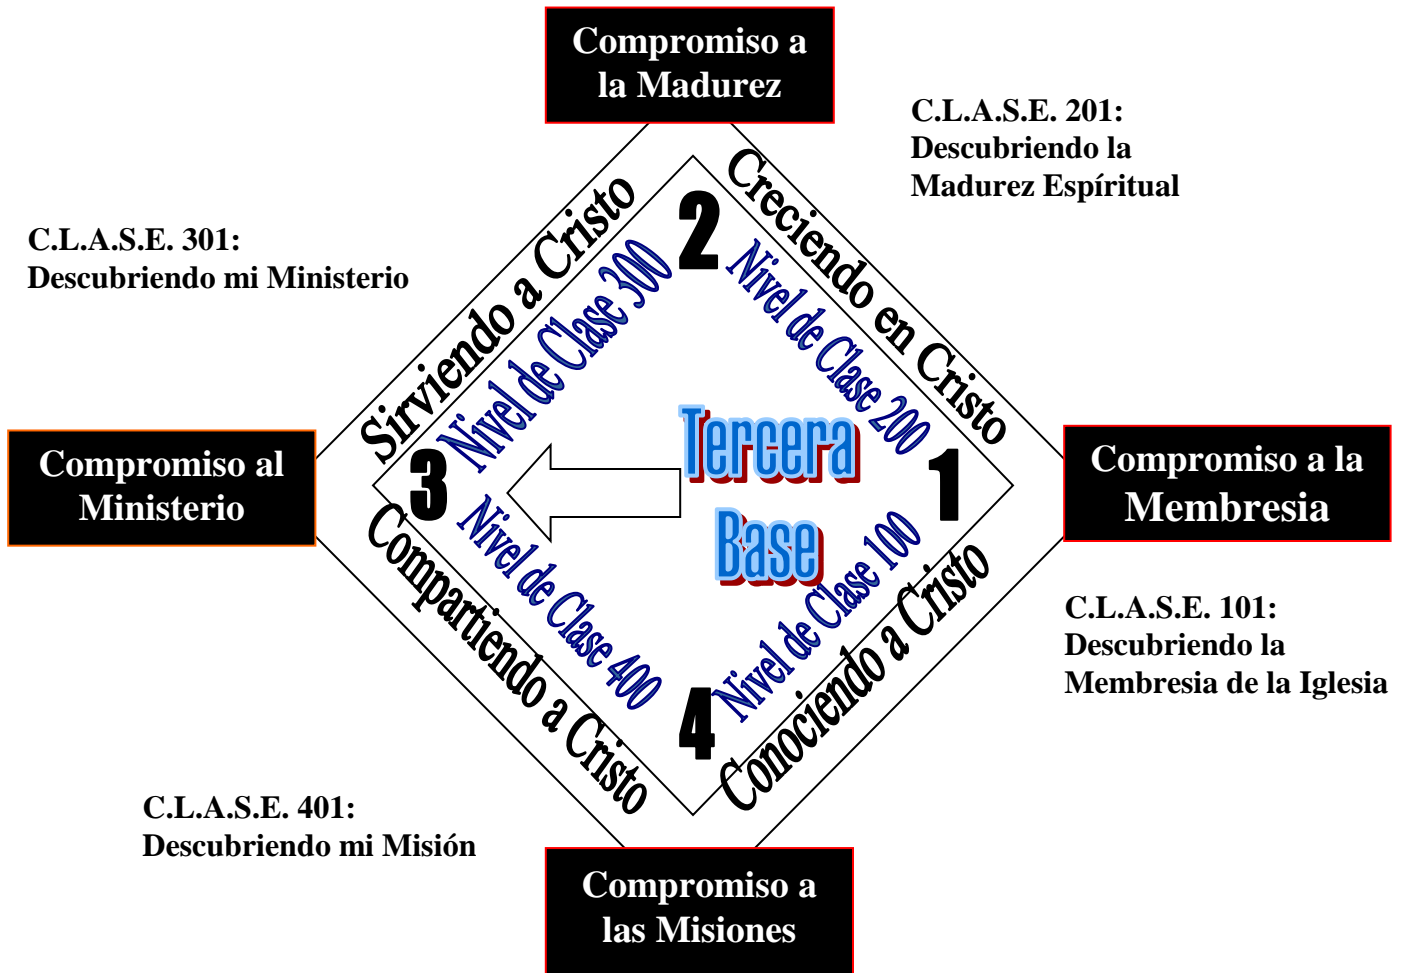 Compromiso a
la Madurez
C.L.A.S.E. 201:
Descubriendo la
Madurez Espíritual
C.L.A.S.E. 301:
Descubriendo mi Ministerio
Sirviendo a Cristo
Creciendo en Cristo
2
Nivel de Clase 300
Nivel de Clase 200
Compromiso al
Ministerio
3
Tercera
Base
1
Compromiso a la
Membresia
Nivel de Clase 400
Nivel de Clase 100
Compartiendo a Cristo
Conociendo a Cristo
4
C.L.A.S.E. 101:
Descubriendo la
Membresia de la Iglesia
C.L.A.S.E. 401:
Descubriendo mi Misión
Compromiso a
las Misiones